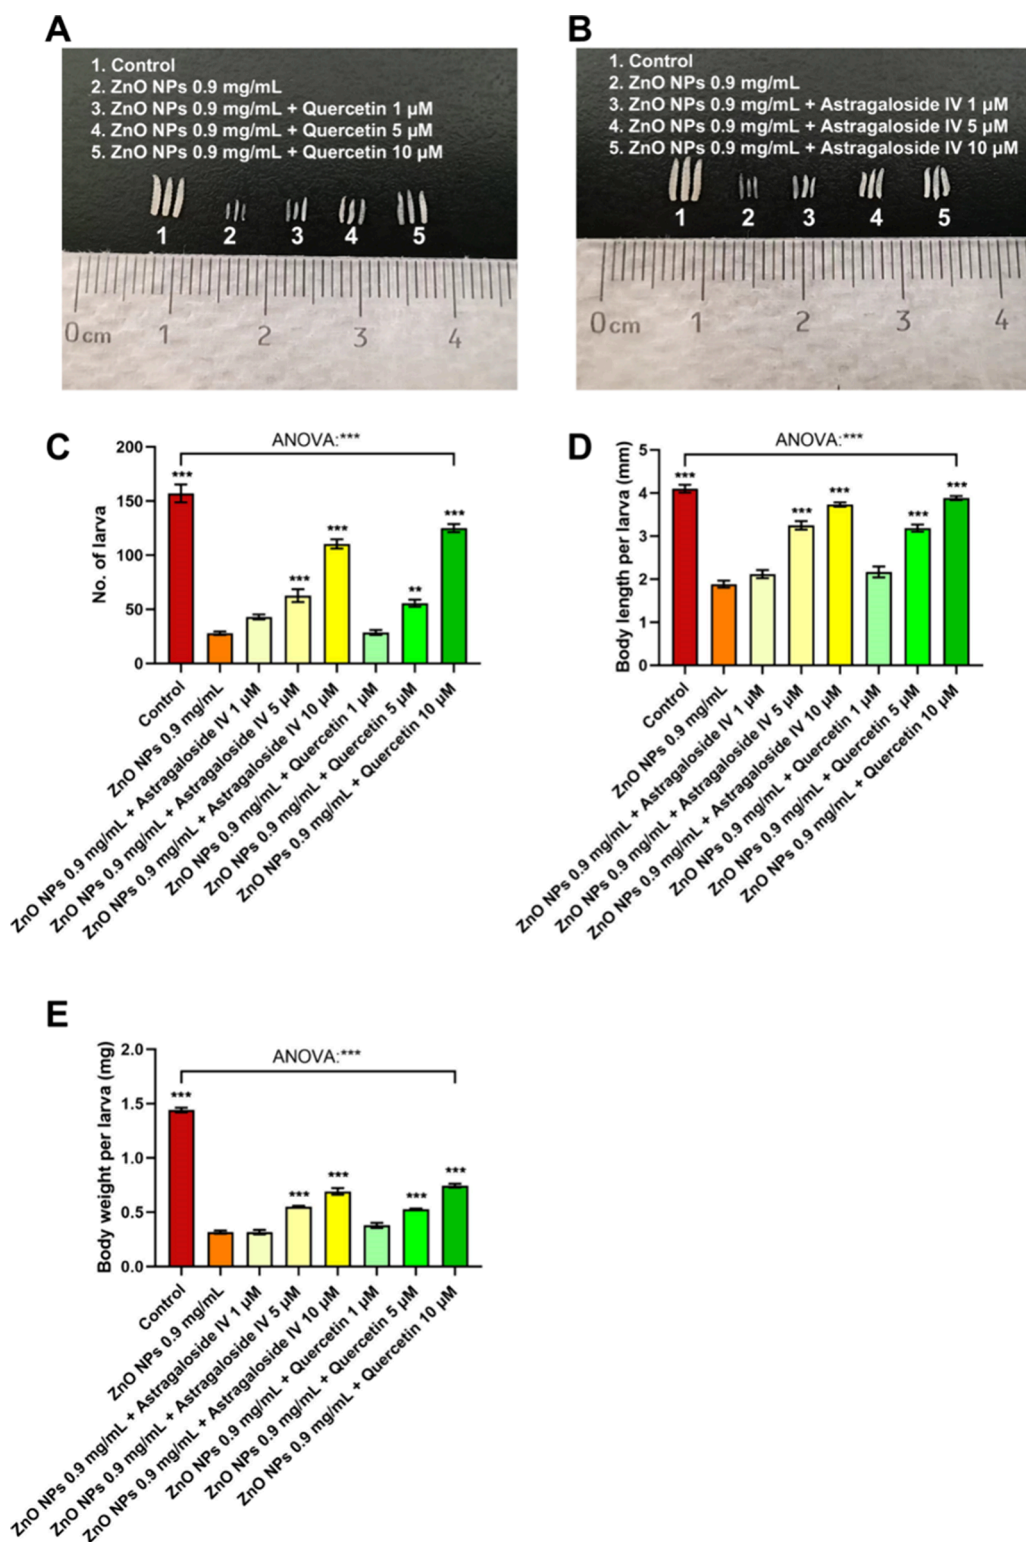 A
1. Control
2. ZnO NPs 0.9 mg/mL
3. ZnO NPs 0.9 mg/mL + Quercetin 1 µM
4. ZnO NPs 0.9 mg/mL + Quercetin 5 µM
5. ZnO NPs 0.9 mg/mL + Quercetin 10 µM
1 2 3 4 5
0 cm 1 2 3 4
B
1. Control
2. ZnO NPs 0.9 mg/mL
3. ZnO NPs 0.9 mg/mL + Astragaloside IV 1 µM
4. ZnO NPs 0.9 mg/mL + Astragaloside IV 5 µM
5. ZnO NPs 0.9 mg/mL + Astragaloside IV 10 µM
1 2 3 4 5
0 cm 1 2 3 4
C
ANOVA:***
No. of larva
200
150
100
50
0
*** *** *** ** ***
Control
ZnO NPs 0.9 mg/mL
ZnO NPs 0.9 mg/mL + Astragaloside IV 1 µM
ZnO NPs 0.9 mg/mL + Astragaloside IV 5 µM
ZnO NPs 0.9 mg/mL + Astragaloside IV 10 µM
ZnO NPs 0.9 mg/mL + Quercetin 1 µM
ZnO NPs 0.9 mg/mL + Quercetin 5 µM
ZnO NPs 0.9 mg/mL + Quercetin 10 µM
D
ANOVA:***
Body length per larva (mm)
5
4
3
2
1
0
*** *** *** *** ***
Control
ZnO NPs 0.9 mg/mL
ZnO NPs 0.9 mg/mL + Astragaloside IV 1 µM
ZnO NPs 0.9 mg/mL + Astragaloside IV 5 µM
ZnO NPs 0.9 mg/mL + Astragaloside IV 10 µM
ZnO NPs 0.9 mg/mL + Quercetin 1 µM
ZnO NPs 0.9 mg/mL + Quercetin 5 µM
ZnO NPs 0.9 mg/mL + Quercetin 10 µM
E
ANOVA:***
Body weight per larva (mg)
2.0
1.5
1.0
0.5
0.0
*** *** *** *** ***
Control
ZnO NPs 0.9 mg/mL
ZnO NPs 0.9 mg/mL + Astragaloside IV 1 µM
ZnO NPs 0.9 mg/mL + Astragaloside IV 5 µM
ZnO NPs 0.9 mg/mL + Astragaloside IV 10 µM
ZnO NPs 0.9 mg/mL + Quercetin 1 µM
ZnO NPs 0.9 mg/mL + Quercetin 5 µM
ZnO NPs 0.9 mg/mL + Quercetin 10 µM